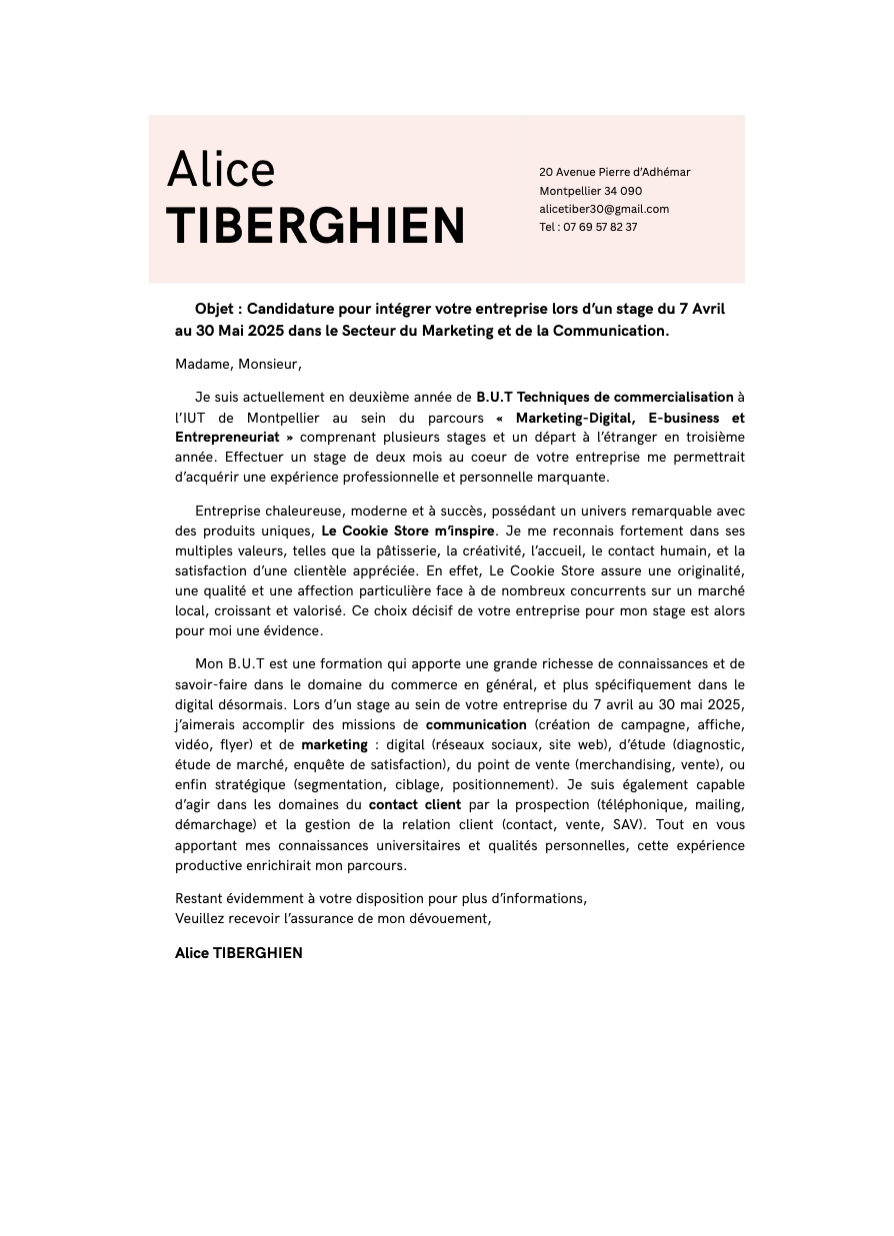 Alice
TIBERGHIEN
20 Avenue Pierre d’Adhémar
Montpellier 34 090
alicetiber30@gmail.com
Tel : 07 69 57 82 37
Objet : Candidature pour intégrer votre entreprise lors d’un stage du 7 Avril
au 30 Mai 2025 dans le Secteur du Marketing et de la Communication.
Madame, Monsieur,
Je suis actuellement en deuxième année de B.U.T Techniques de commercialisation à
l’IUT de Montpellier au sein du parcours « Marketing-Digital, E-business et
Entrepreneuriat » comprenant plusieurs stages et un départ à l’étranger en troisième
année. Effectuer un stage de deux mois au coeur de votre entreprise me permettrait
d’acquérir une expérience professionnelle et personnelle marquante.
Entreprise chaleureuse, moderne et à succès, possédant un univers remarquable avec
des produits uniques, Le Cookie Store m’inspire. Je me reconnais fortement dans ses
multiples valeurs, telles que la pâtisserie, la créativité, l’accueil, le contact humain, et la
satisfaction d’une clientèle appréciée. En effet, Le Cookie Store assure une originalité,
une qualité et une affection particulière face à de nombreux concurrents sur un marché
local, croissant et valorisé. Ce choix décisif de votre entreprise pour mon stage est alors
pour moi une évidence.
Mon B.U.T est une formation qui apporte une grande richesse de connaissances et de
savoir-faire dans le domaine du commerce en général, et plus spécifiquement dans le
digital désormais. Lors d’un stage au sein de votre entreprise du 7 avril au 30 mai 2025,
j’aimerais accomplir des missions de communication (création de campagne, affiche,
vidéo, flyer) et de marketing : digital (réseaux sociaux, site web), d’étude (diagnostic,
étude de marché, enquête de satisfaction), du point de vente (merchandising, vente), ou
enfin stratégique (segmentation, ciblage, positionnement). Je suis également capable
d’agir dans les domaines du contact client par la prospection (téléphonique, mailing,
démarchage) et la gestion de la relation client (contact, vente, SAV). Tout en vous
apportant mes connaissances universitaires et qualités personnelles, cette expérience
productive enrichirait mon parcours.
Restant évidemment à votre disposition pour plus d’informations,
Veuillez recevoir l’assurance de mon dévouement,
Alice TIBERGHIEN